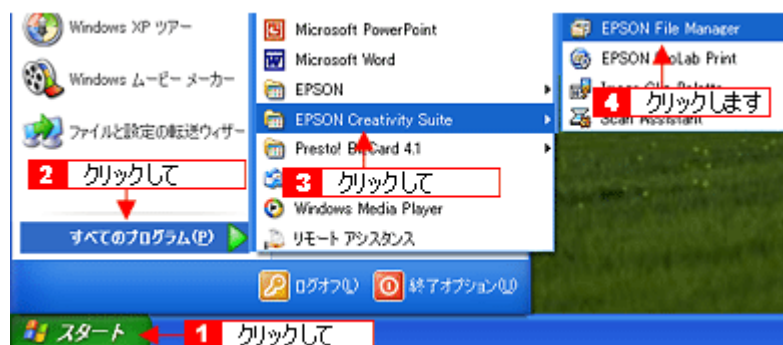 Windows XP ツアー
Windows ムービー メーカー
ファイルと設定の転送ウィザー
2 クリックして
すべてのプログラム(P)
Microsoft PowerPoint
Microsoft Word
EPSON
EPSON Creativity Suite
Presto! Card 4.1
3 クリックして
Windows Media Player
リモート アシスタンス
EPSON File Manager
EPSON Print
4 クリックします
Scan Assistant
ログオフ(L)
終了オプション(U)
スタート
1 クリックして